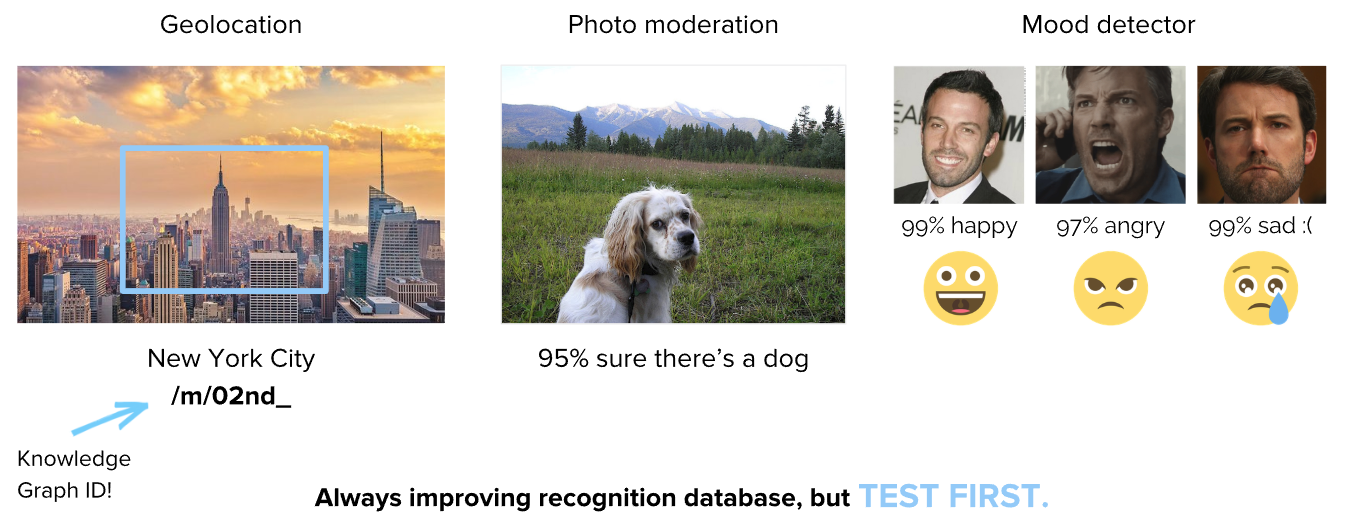 Geolocation
Photo moderation
Mood detector
99% happy
97% angry
99% sad :(
New York City
/m/02nd_
95% sure there’s a dog
Knowledge
Graph ID!
Always improving recognition database, but TEST FIRST.